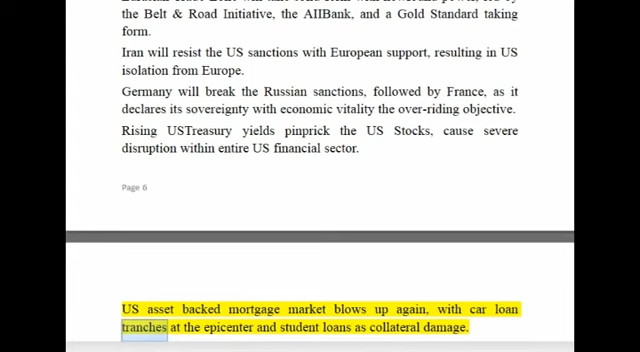 the Belt & Road Initiative, the AIIBank, and a Gold Standard taking
form.
Iran will resist the US sanctions with European support, resulting in US
isolation from Europe.
Germany will break the Russian sanctions, followed by France, as it
declares its sovereignty with economic vitality the over-riding objective.
Rising USTreasury yields pinprick the US Stocks, cause severe
disruption within entire US financial sector.
Page 6
US asset backed mortgage market blows up again, with car loan
tranches at the epicenter and student loans as collateral damage.